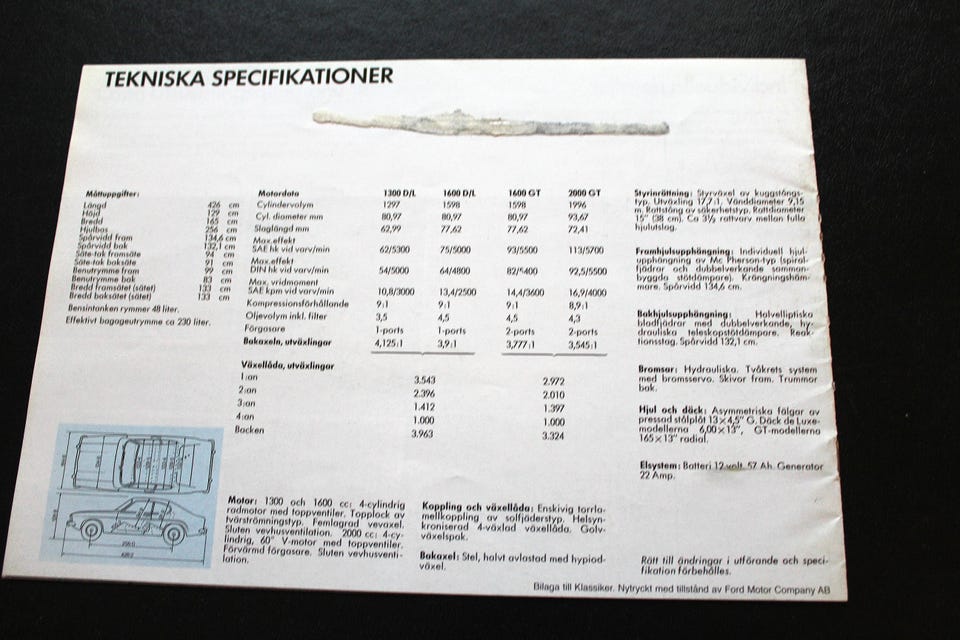 TEKNISKA SPECIFIKATIONER
Måttuppgifter:
Längd 426 cm
Höjd 129 cm
Bredd 165 cm
Hjulbas 256 cm
Spårvidd fram 134,6 cm
Spårvidd bak 132,1 cm
Säte-tak framsäte 94 cm
Säte-tak baksäte 91 cm
Benutrymme fram 99 cm
Benutrymme bak 83 cm
Bredd framsätet (sätet) 133 cm
Bredd baksätet (sätet) 133 cm
Bensintanken rymmer 48 liter.
Effektivt bagageutrymme ca 230 liter.
Motordata 1300 D/L 1600 D/L 1600 GT 2000 GT
Cylindervolym 1297 1598 1598 1996
Cyl. diameter mm 80,97 80,97 80,97 93,67
Slaglängd mm 62,99 77,62 77,62 72,41
Max.effekt
SAE hk vid varv/min 62/5300 75/5000 93/5500 113/5700
Max.effekt
DIN hk vid varv/min 54/5000 64/4800 82/5400 92,5/5500
Max. vridmoment
SAE kpm vid varv/min 10,8/3000 13,4/2500 14,4/3600 16,9/4000
Kompressionsförhållande 9:1 9:1 9:1 8,9:1
Oljevolym inkl. filter 3,5 4,5 4,5 4,3
Förgasare 1-ports 1-ports 2-ports 2-ports
Bakaxeln, utväxlingar 4,125:1 3,9:1 3,777:1 3,545:1
Växellåda, utväxlingar
1:an 3.543 2.972
2:an 2.396 2.010
3:an 1.412 1.397
4:an 1.000 1.000
Backen 3.963 3.324
Motor: 1300 och 1600 cc: 4-cylindrig
radmotor med toppventiler. Topplock av
tvärströmningstyp. Femlagrad vevaxel.
Sluten vevhusventilation. 2000 cc: 4-cy-
lindrig, 60° V-motor med toppventiler.
Förvärmd förgasare. Sluten vevhusventi-
lation.
Koppling och växellåda: Enskivig torrla-
mellkoppling av solfjäderstyp. Helsyn-
kroniserad 4-växlad växellåda. Golv-
växelspak.
Bakaxel: Stel, halvt avlastad med hypoid-
växel.
Styrinrättning: Styrväxel av kuggstångs-
typ. Utväxling 17,7:1. Vänddiameter 9,15
m. Rattstång av säkerhetstyp. Rattdiameter
15" (38 cm). Ca 3½ rattvarv mellan fulla
hjulutslag.
Framhjulsupphängning: Individuell hjul-
upphängning av Mc Pherson-typ (spiral-
fjädrar och dubbelverkande samman-
byggda stötdämpare). Krängningshäm-
mare. Spårvidd 134,6 cm.
Bakhjulsupphängning: Halvelliptiska
bladfjädrar med dubbelverkande, hy-
drauliska teleskopstötdämpare. Reak-
tionsstag. Spårvidd 132,1 cm.
Bromsar: Hydrauliska. Tvåkrets system
med bromsservo. Skivor fram. Trummor
bak.
Hjul och däck: Asymmetriska fälgar av
pressad stålplåt 13×4,5" G. Däck de Luxe-
modellerna 6,00×13", GT-modellerna
165×13" radial.
Elsystem: Batteri 12 volt, 57 Ah. Generator
22 Amp.
Rätt till ändringar i utförande och speci-
fikation förbehålles.
Bilaga till Klassiker. Nytryckt med tillstånd av Ford Motor Company AB